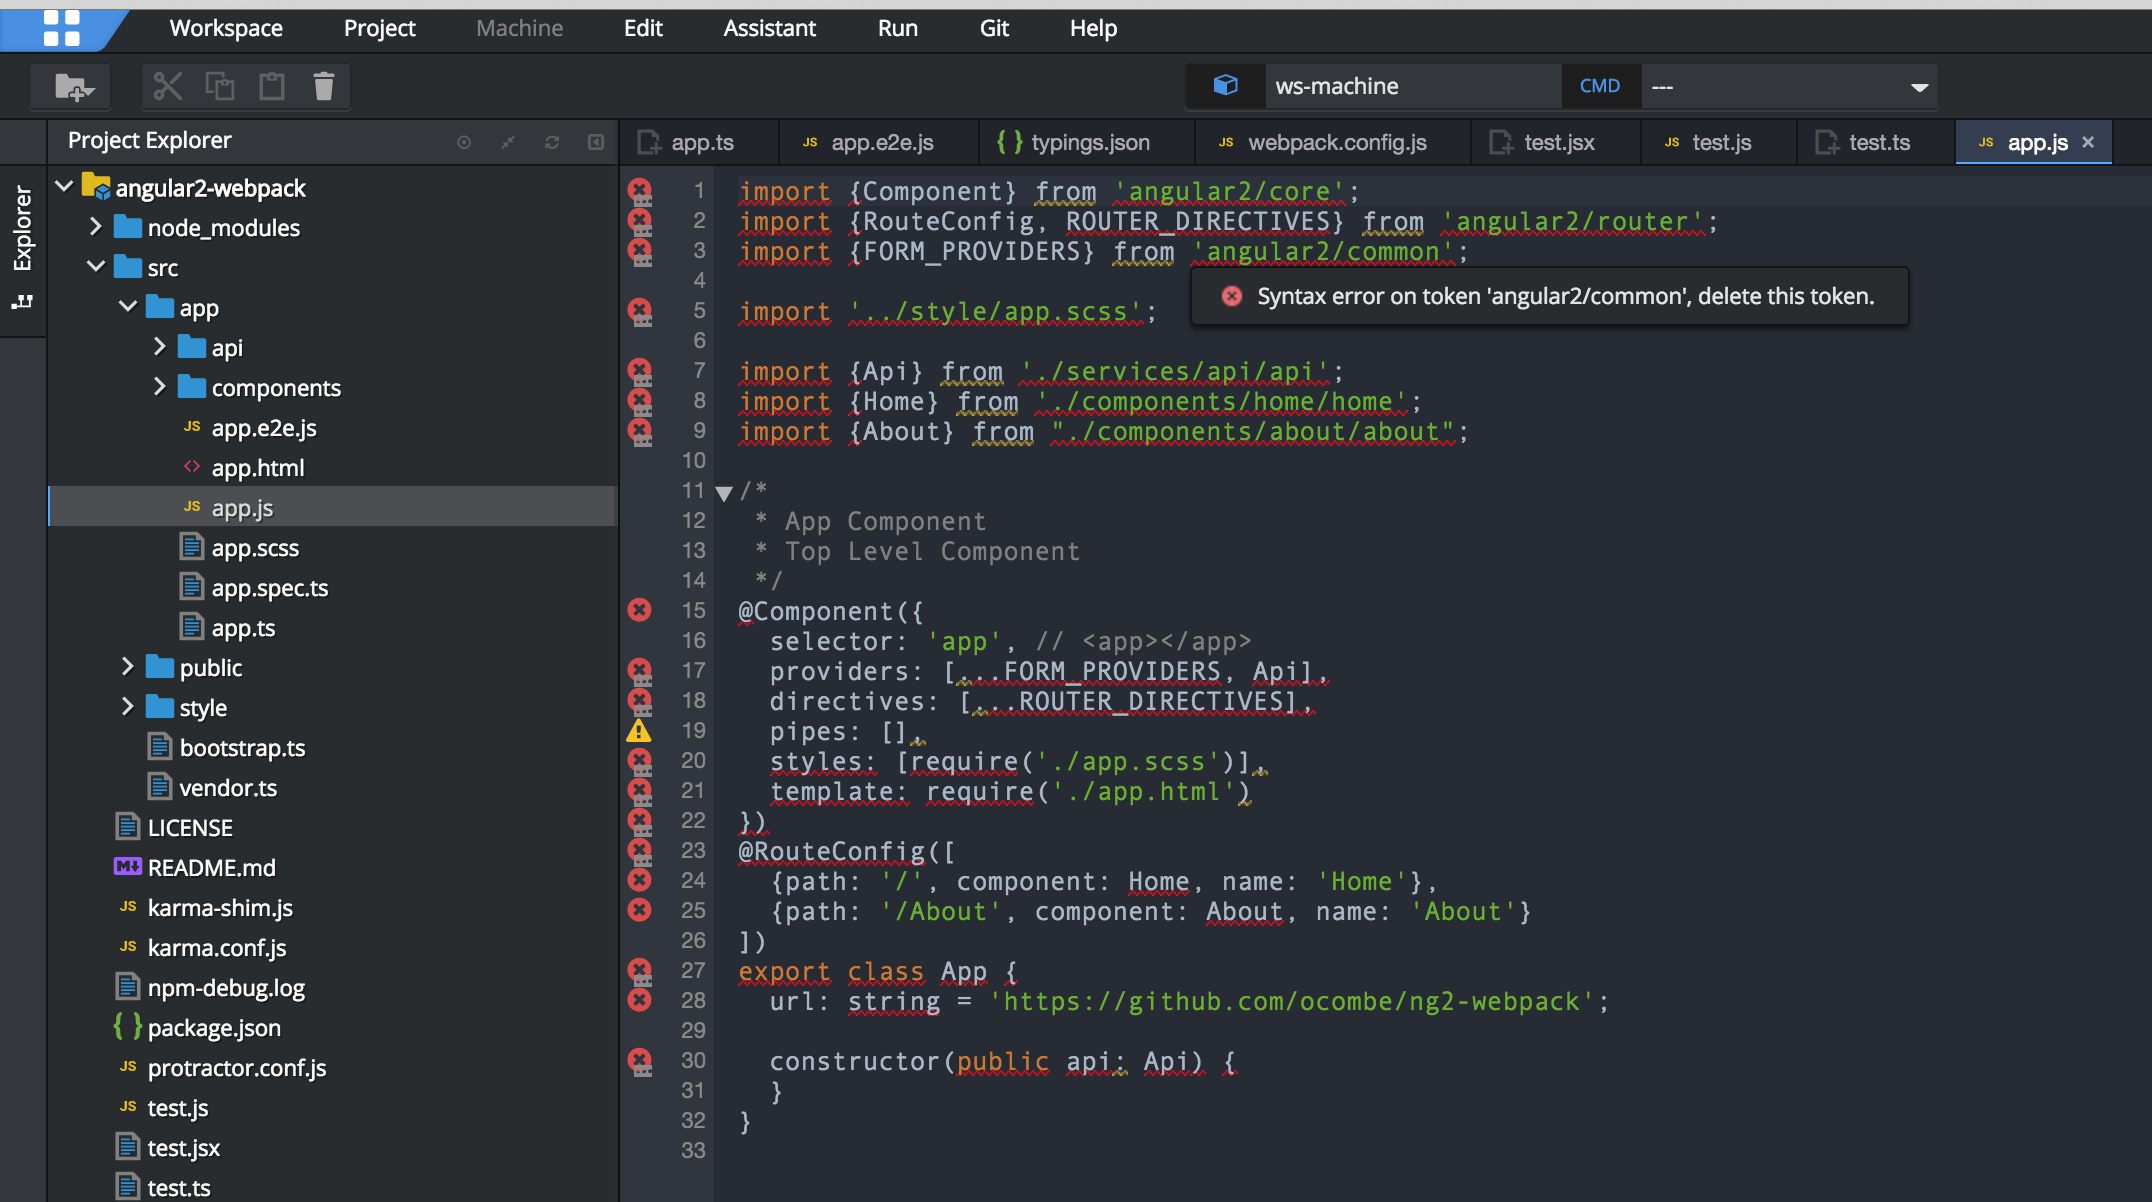 Workspace Project Machine Edit Assistant Run Git Help
ws-machine CMD ---
Explorer
Project Explorer
angular2-webpack
node_modules
src
app
api
components
JS app.e2e.js
<> app.html
JS app.js
app.scss
app.spec.ts
app.ts
public
style
bootstrap.ts
vendor.ts
LICENSE
M↓ README.md
JS karma-shim.js
JS karma.conf.js
npm-debug.log
{ } package.json
JS protractor.conf.js
JS test.js
test.jsx
test.ts
app.ts JS app.e2e.js { } typings.json JS webpack.config.js test.jsx JS test.js test.ts JS app.js ×
1 import {Component} from 'angular2/core';
2 import {RouteConfig, ROUTER_DIRECTIVES} from 'angular2/router';
3 import {FORM_PROVIDERS} from 'angular2/common';
4
Syntax error on token 'angular2/common', delete this token.
5 import '../style/app.scss';
6
7 import {Api} from './services/api/api';
8 import {Home} from './components/home/home';
9 import {About} from "./components/about/about";
10
11 /*
12 * App Component
13 * Top Level Component
14 */
15 @Component({
16 selector: 'app', // <app></app>
17 providers: [...FORM_PROVIDERS, Api],
18 directives: [...ROUTER_DIRECTIVES],
19 pipes: [],
20 styles: [require('./app.scss')],
21 template: require('./app.html')
22 })
23 @RouteConfig([
24 {path: '/', component: Home, name: 'Home'},
25 {path: '/About', component: About, name: 'About'}
26 ])
27 export class App {
28 url: string = 'https://github.com/ocombe/ng2-webpack';
29
30 constructor(public api: Api) {
31 }
32 }
33